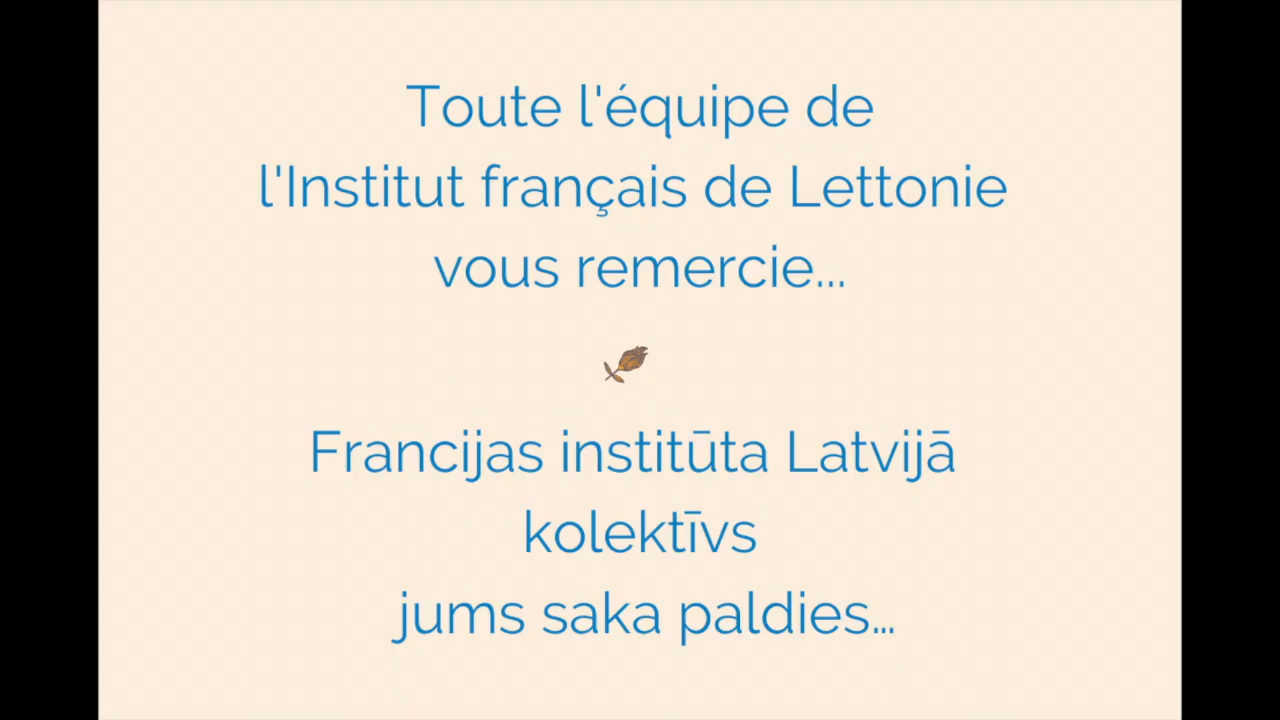 Toute l'équipe de
l'Institut français de Lettonie
vous remercie...
Francijas institūta Latvijā
kolektīvs
jums saka paldies...